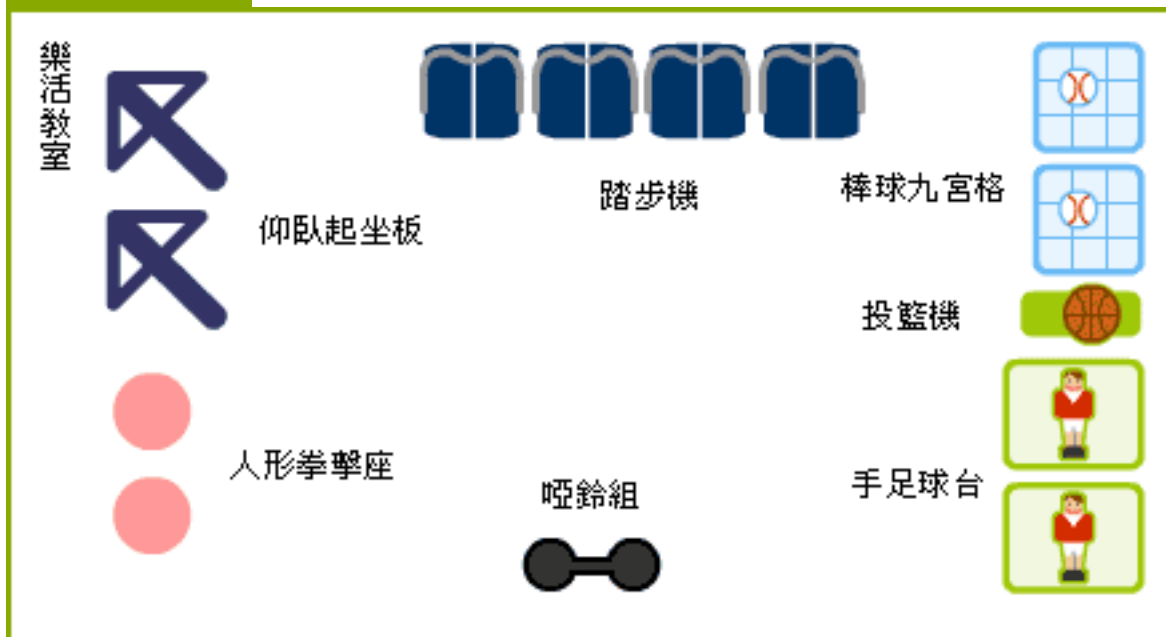 樂活教室
踏步機
棒球九宮格
仰臥起坐板
投籃機
人形拳擊座
手足球台
啞鈴組